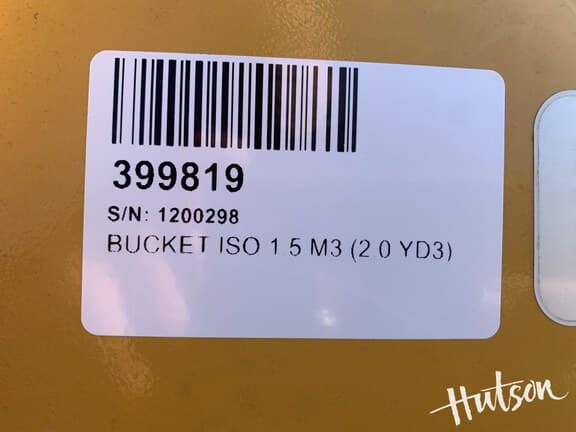 399819
S/N: 1200298
BUCKET ISO 1.5 M3 (2.0 YD3)
Hutson